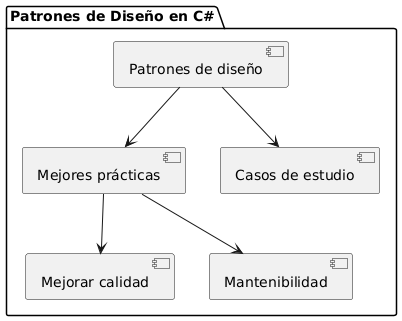 Patrones de Diseño en C#
Patrones de diseño
Mejores prácticas
Casos de estudio
Mejorar calidad
Mantenibilidad